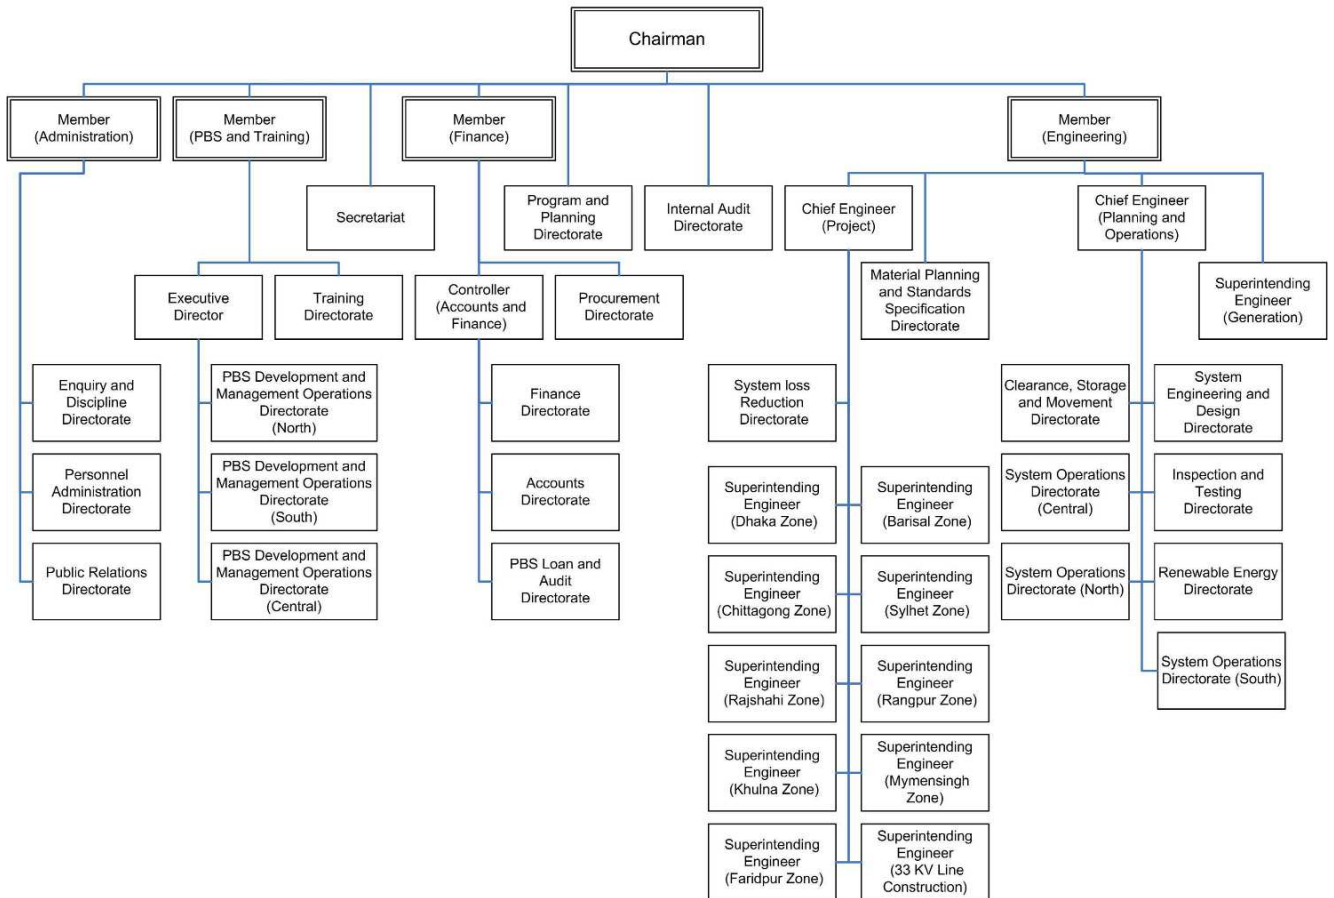 Chairman
Member
(Administration)
Member
(PBS and Training)
Member
(Finance)
Member
(Engineering)
Secretariat
Program and
Planning
Directorate
Internal Audit
Directorate
Chief Engineer
(Project)
Chief Engineer
(Planning and
Operations)
Executive
Director
Training
Directorate
Controller
(Accounts and
Finance)
Procurement
Directorate
Material Planning
and Standards
Specification
Directorate
Superintending
Engineer
(Generation)
Enquiry and
Discipline
Directorate
PBS Development and
Management Operations
Directorate
(North)
Finance
Directorate
System loss
Reduction
Directorate
Clearance, Storage
and Movement
Directorate
System
Engineering and
Design
Directorate
Personnel
Administration
Directorate
PBS Development and
Management Operations
Directorate
(South)
Accounts
Directorate
Superintending
Engineer
(Dhaka Zone)
Superintending
Engineer
(Barisal Zone)
System Operations
Directorate
(Central)
Inspection and
Testing
Directorate
Public Relations
Directorate
PBS Development and
Management Operations
Directorate
(Central)
PBS Loan and
Audit
Directorate
Superintending
Engineer
(Chittagong Zone)
Superintending
Engineer
(Sylhet Zone)
System Operations
Directorate (North)
Renewable Energy
Directorate
Superintending
Engineer
(Rajshahi Zone)
Superintending
Engineer
(Rangpur Zone)
System Operations
Directorate (South)
Superintending
Engineer
(Khulna Zone)
Superintending
Engineer
(Mymensingh
Zone)
Superintending
Engineer
(Faridpur Zone)
Superintending
Engineer
(33 KV Line
Construction)